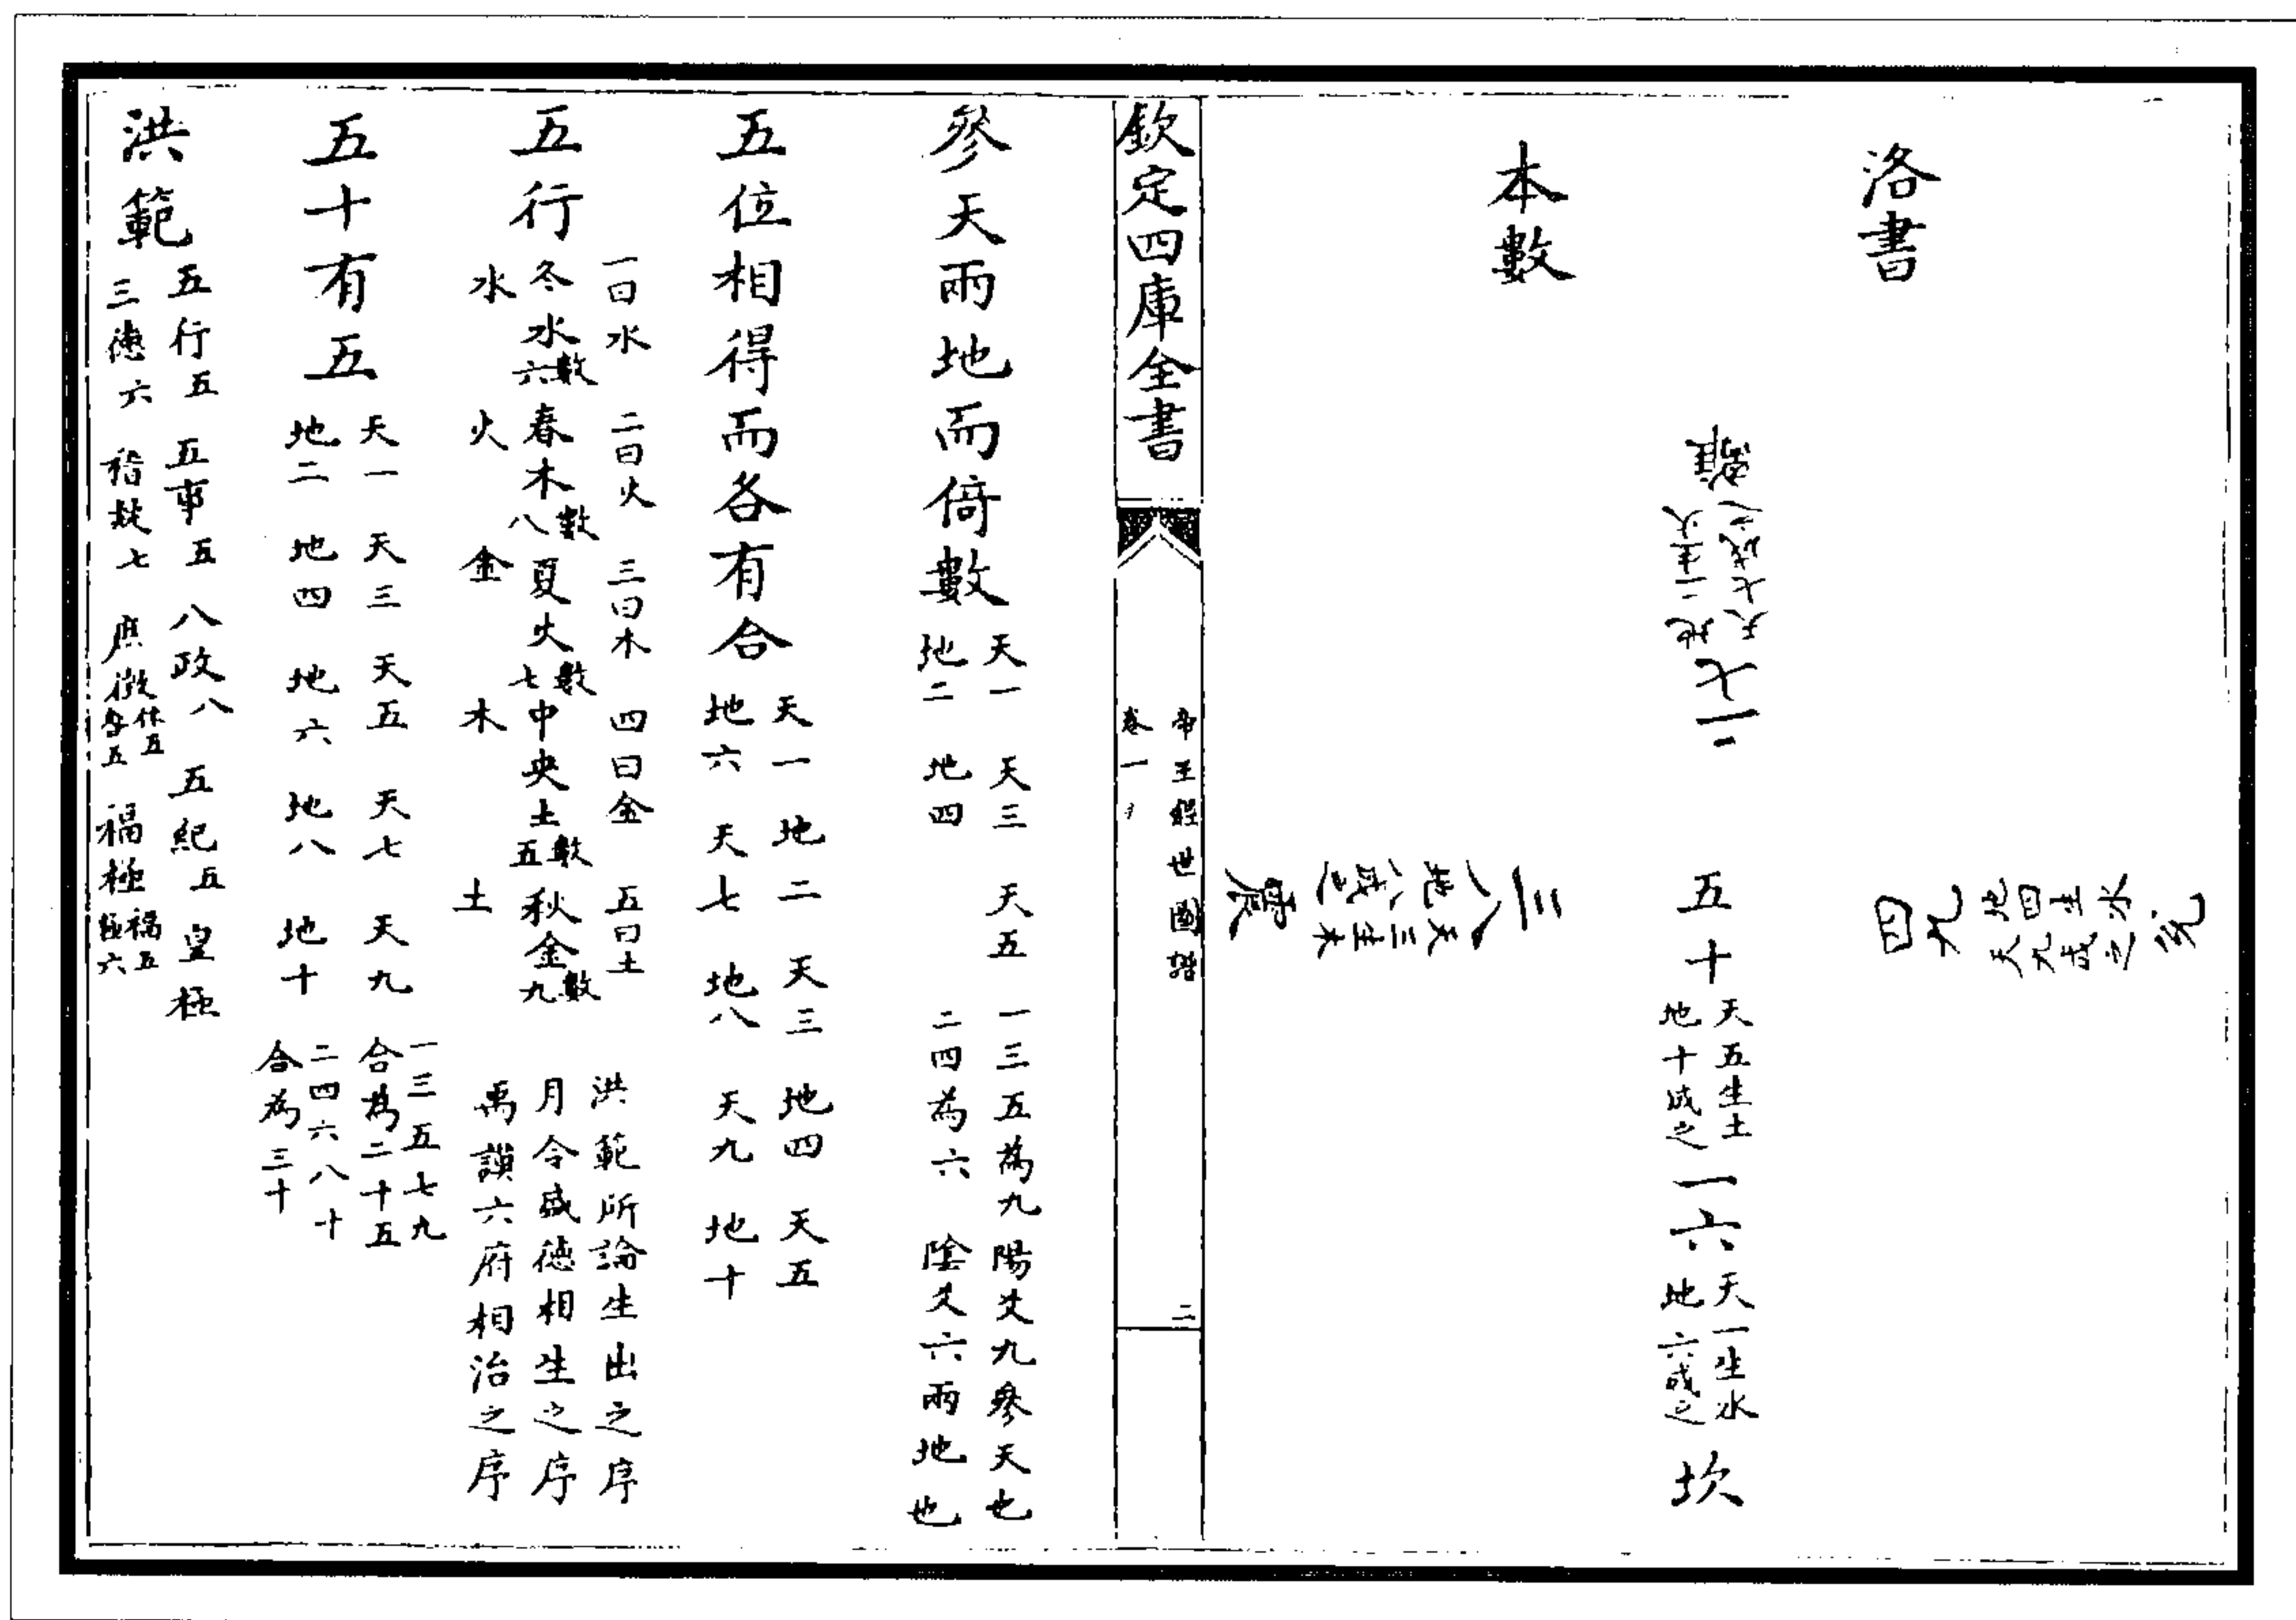 洛書
四九
地四生水
天九成之
兌
二七
地二生火
天七成之
離
五十
天五生土
地十成之
一六
天一生水
地六成之
坎
本數
三八
天三生木
地八成之
震
欽定四庫全書
帝王經世圖譜
卷一
二
參天兩地而倚數
天一 天三 天五 一三五為九陽爻九參天也
地二 地四 二四為六 陰爻六兩地也
五位相得而各有合
天一 地二 天三 地四 天五
地六 天七 地八 天九 地十
五行
一曰水 二曰火 三曰木 四曰金 五曰土 洪範所論生出之序
冬水數六春木數八夏火數七中央土數五秋金數九 月令盛德相生之序
水 火 金 木 土 禹謨六府相治之序
五十有五
天一 天三 天五 天七 天九 一三五七九合為二十五
地二 地四 地六 地八 地十 二四六八十合為三十
洪範
五行五 五事五 八政八 五紀五 皇極
三德六 稽疑七 庶徵休五咎五 福極福五極六